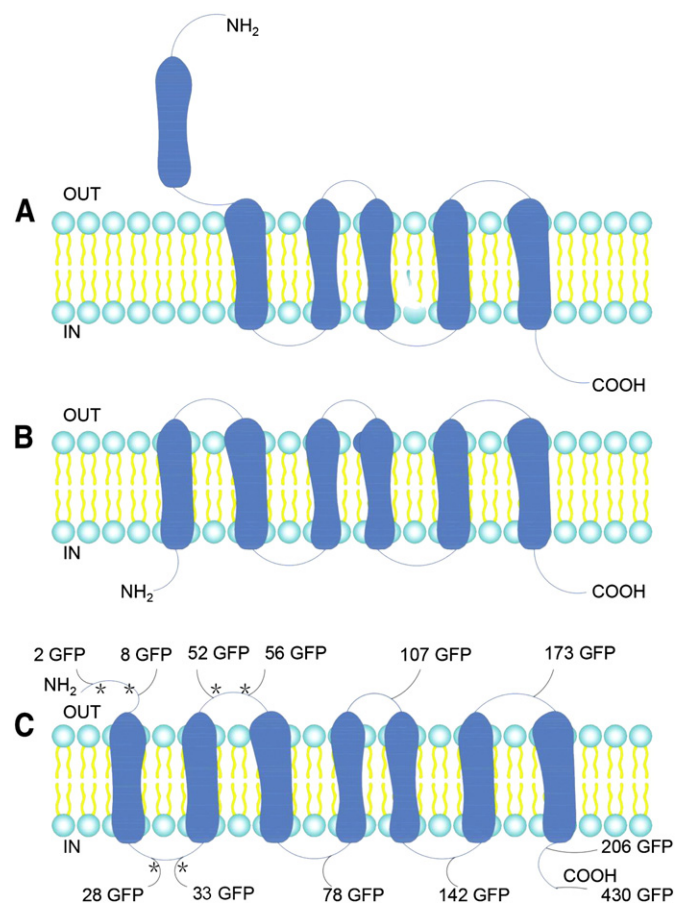 NH2
OUT
A
IN
COOH
OUT
B
IN
NH2
COOH
2 GFP 8 GFP 52 GFP 56 GFP 107 GFP 173 GFP
NH2 * * * *
OUT
C
IN
* *
206 GFP
COOH
28 GFP 33 GFP 78 GFP 142 GFP 430 GFP